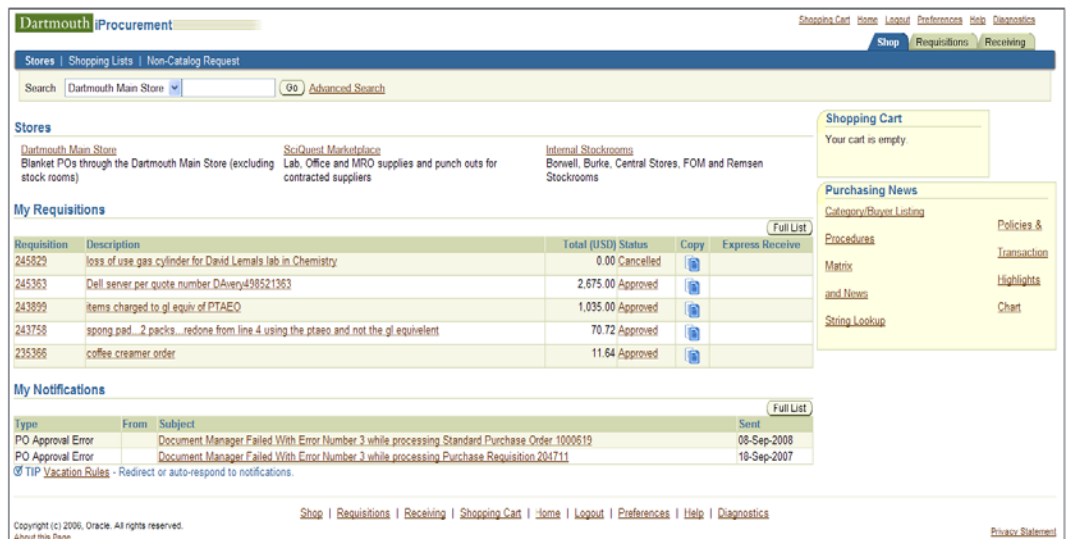 Dartmouth iProcurement
Shopping Cart Home Logout Preferences Help Diagnostics
Shop Requisitions Receiving
Stores | Shopping Lists | Non-Catalog Request
Search Dartmouth Main Store Go Advanced Search
Stores
Dartmouth Main Store SciQuest Marketplace Internal Stockrooms
Blanket POs through the Dartmouth Main Store (excluding Lab, Office and MRO supplies and punch outs for Borwell, Burke, Central Stores, FOM and Remsen
stock rooms) contracted suppliers Stockrooms
Shopping Cart
Your cart is empty.
My Requisitions
Full List
Requisition Description Total (USD) Status Copy Express Receive
245829 loss of use gas cylinder for David Lemals lab in Chemistry 0.00 Cancelled
245363 Dell server per quote number DAvery498521363 2,675.00 Approved
243899 items charged to gl equiv of PTAEO 1,035.00 Approved
243758 spong pad...2 packs...redone from line 4 using the ptaeo and not the gl equivelent 70.72 Approved
235366 coffee creamer order 11.64 Approved
Purchasing News
Category/Buyer Listing
Policies &
Procedures
Transaction
Matrix
Highlights
and News
Chart
String Lookup
My Notifications
Full List
Type From Subject Sent
PO Approval Error Document Manager Failed With Error Number 3 while processing Standard Purchase Order 1000619 08-Sep-2008
PO Approval Error Document Manager Failed With Error Number 3 while processing Purchase Requisition 204711 18-Sep-2007
TIP Vacation Rules - Redirect or auto-respond to notifications.
Shop | Requisitions | Receiving | Shopping Cart | Home | Logout | Preferences | Help | Diagnostics
Copyright (c) 2006, Oracle. All rights reserved.
About this Page
Privacy Statement